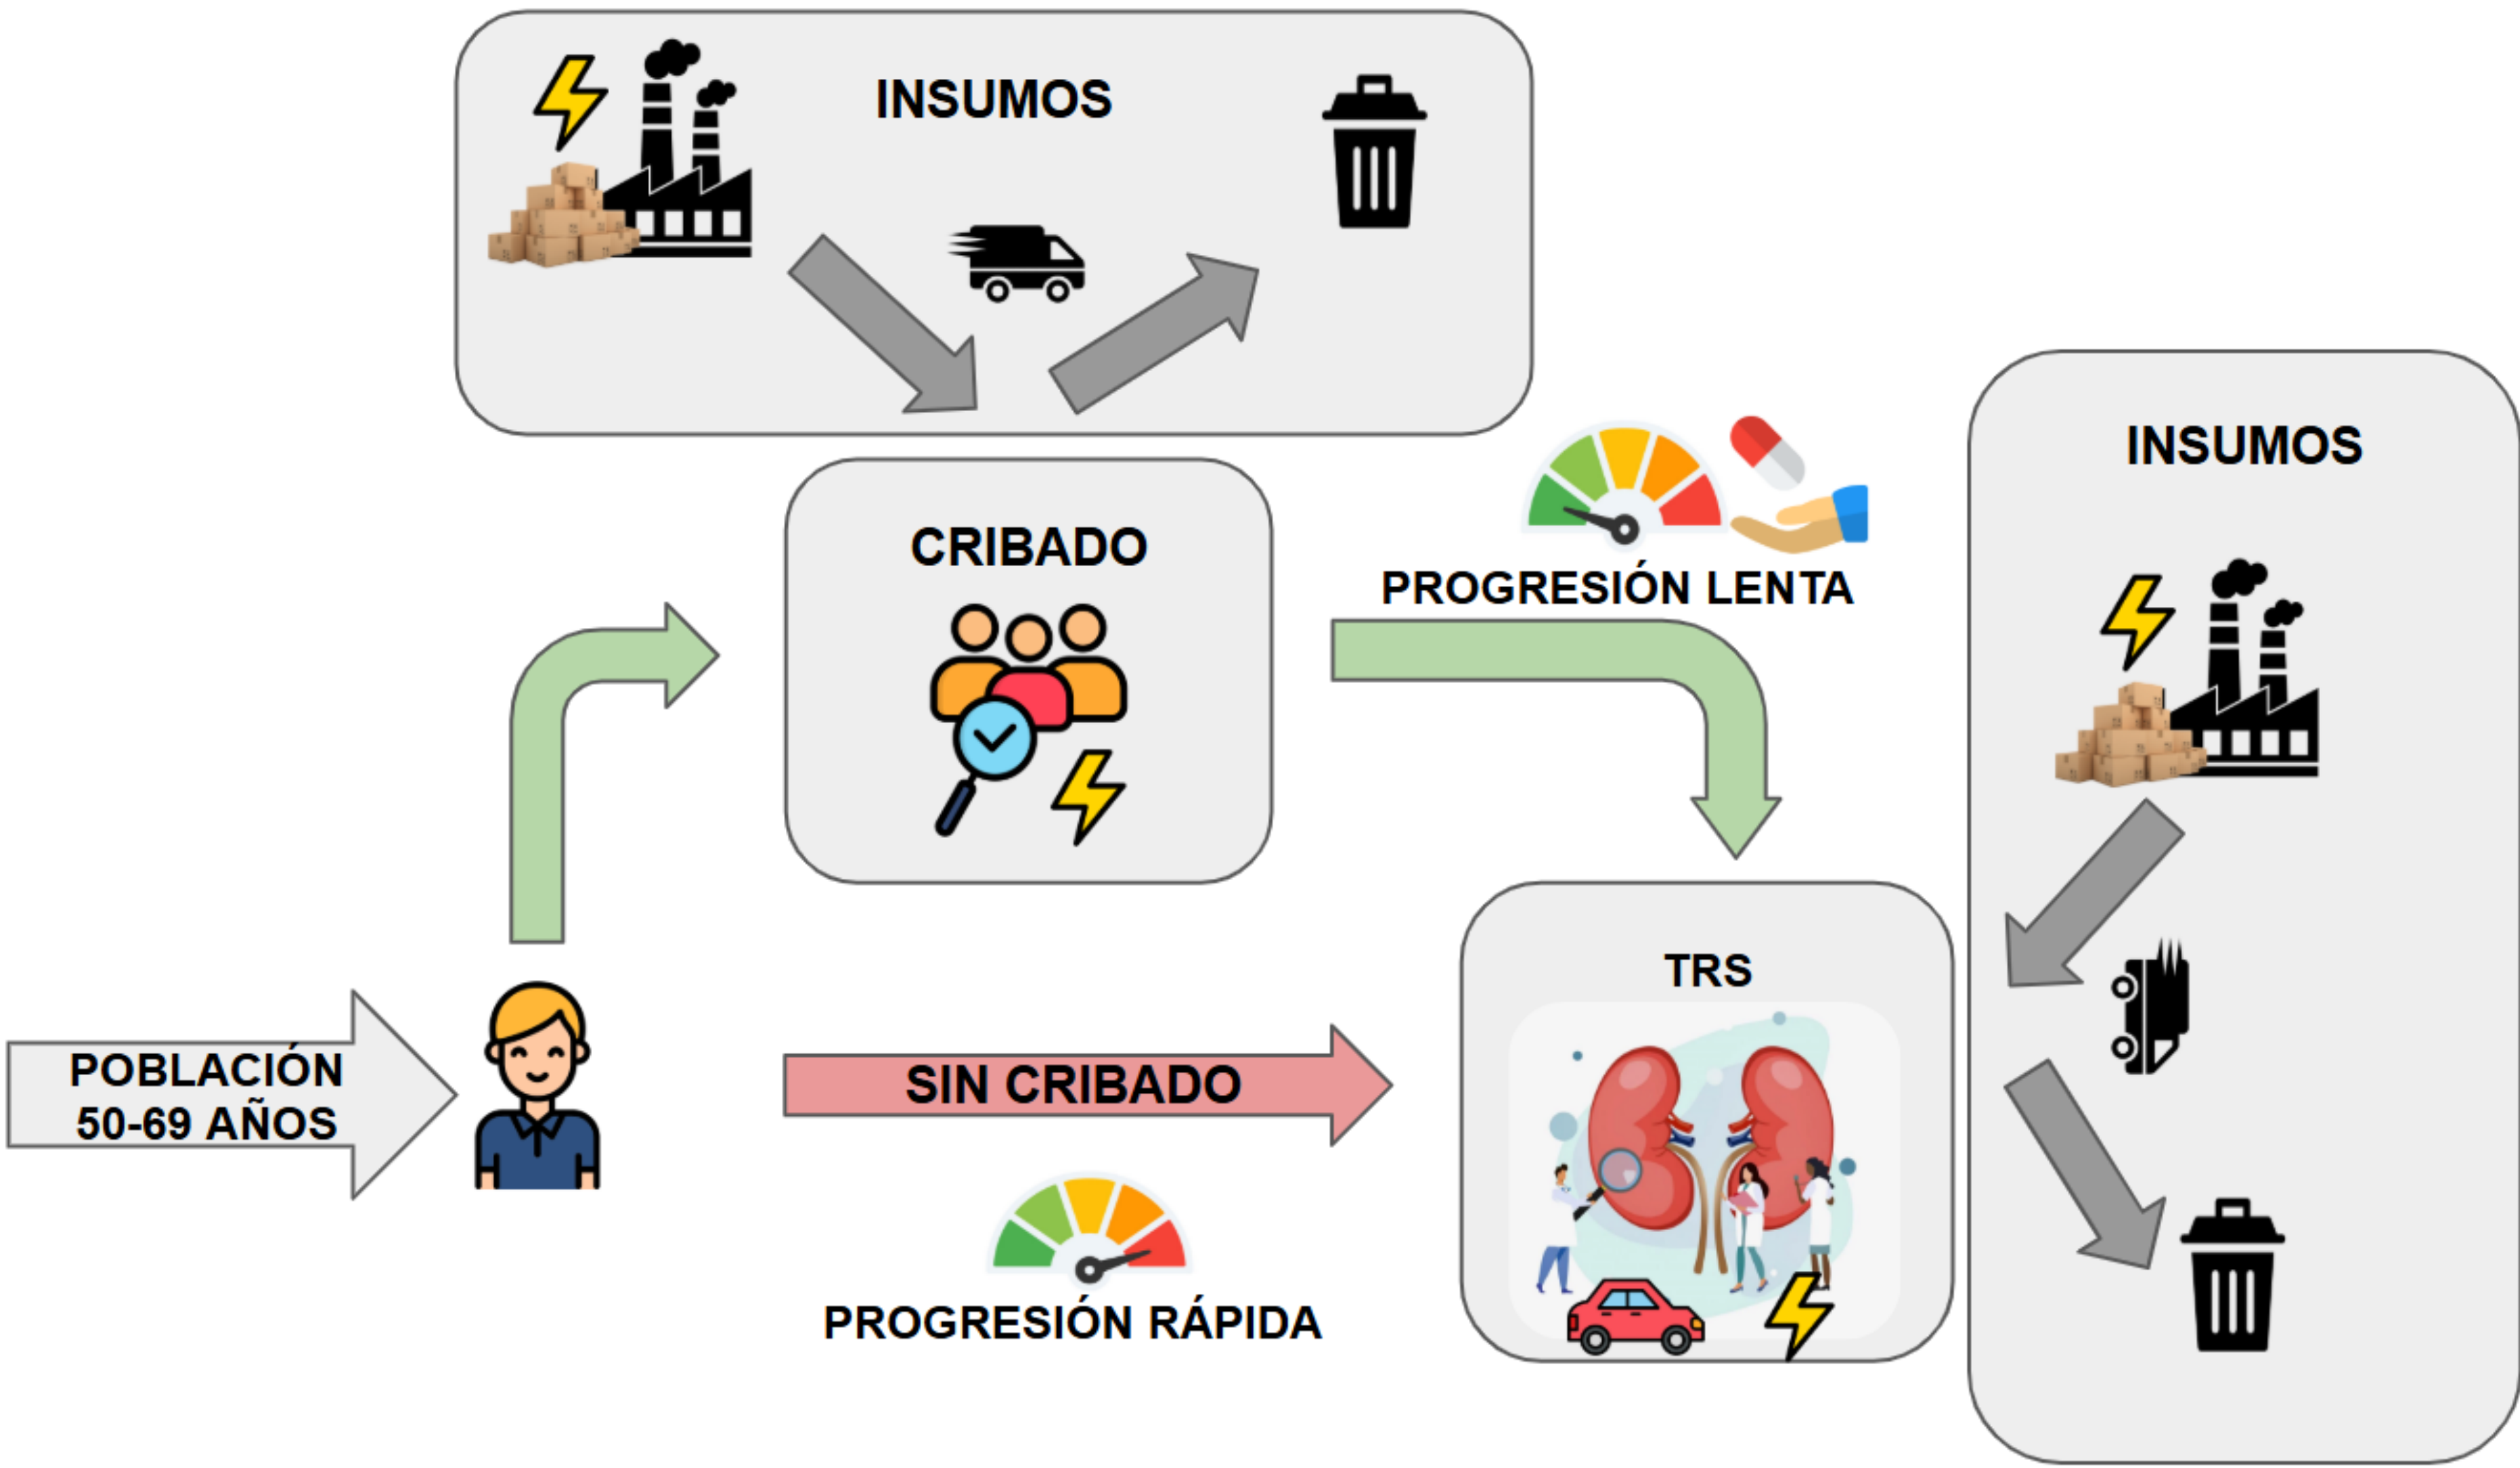 INSUMOS
INSUMOS
CRIBADO
PROGRESIÓN LENTA
TRS
POBLACIÓN
50-69 AÑOS
SIN CRIBADO
PROGRESIÓN RÁPIDA